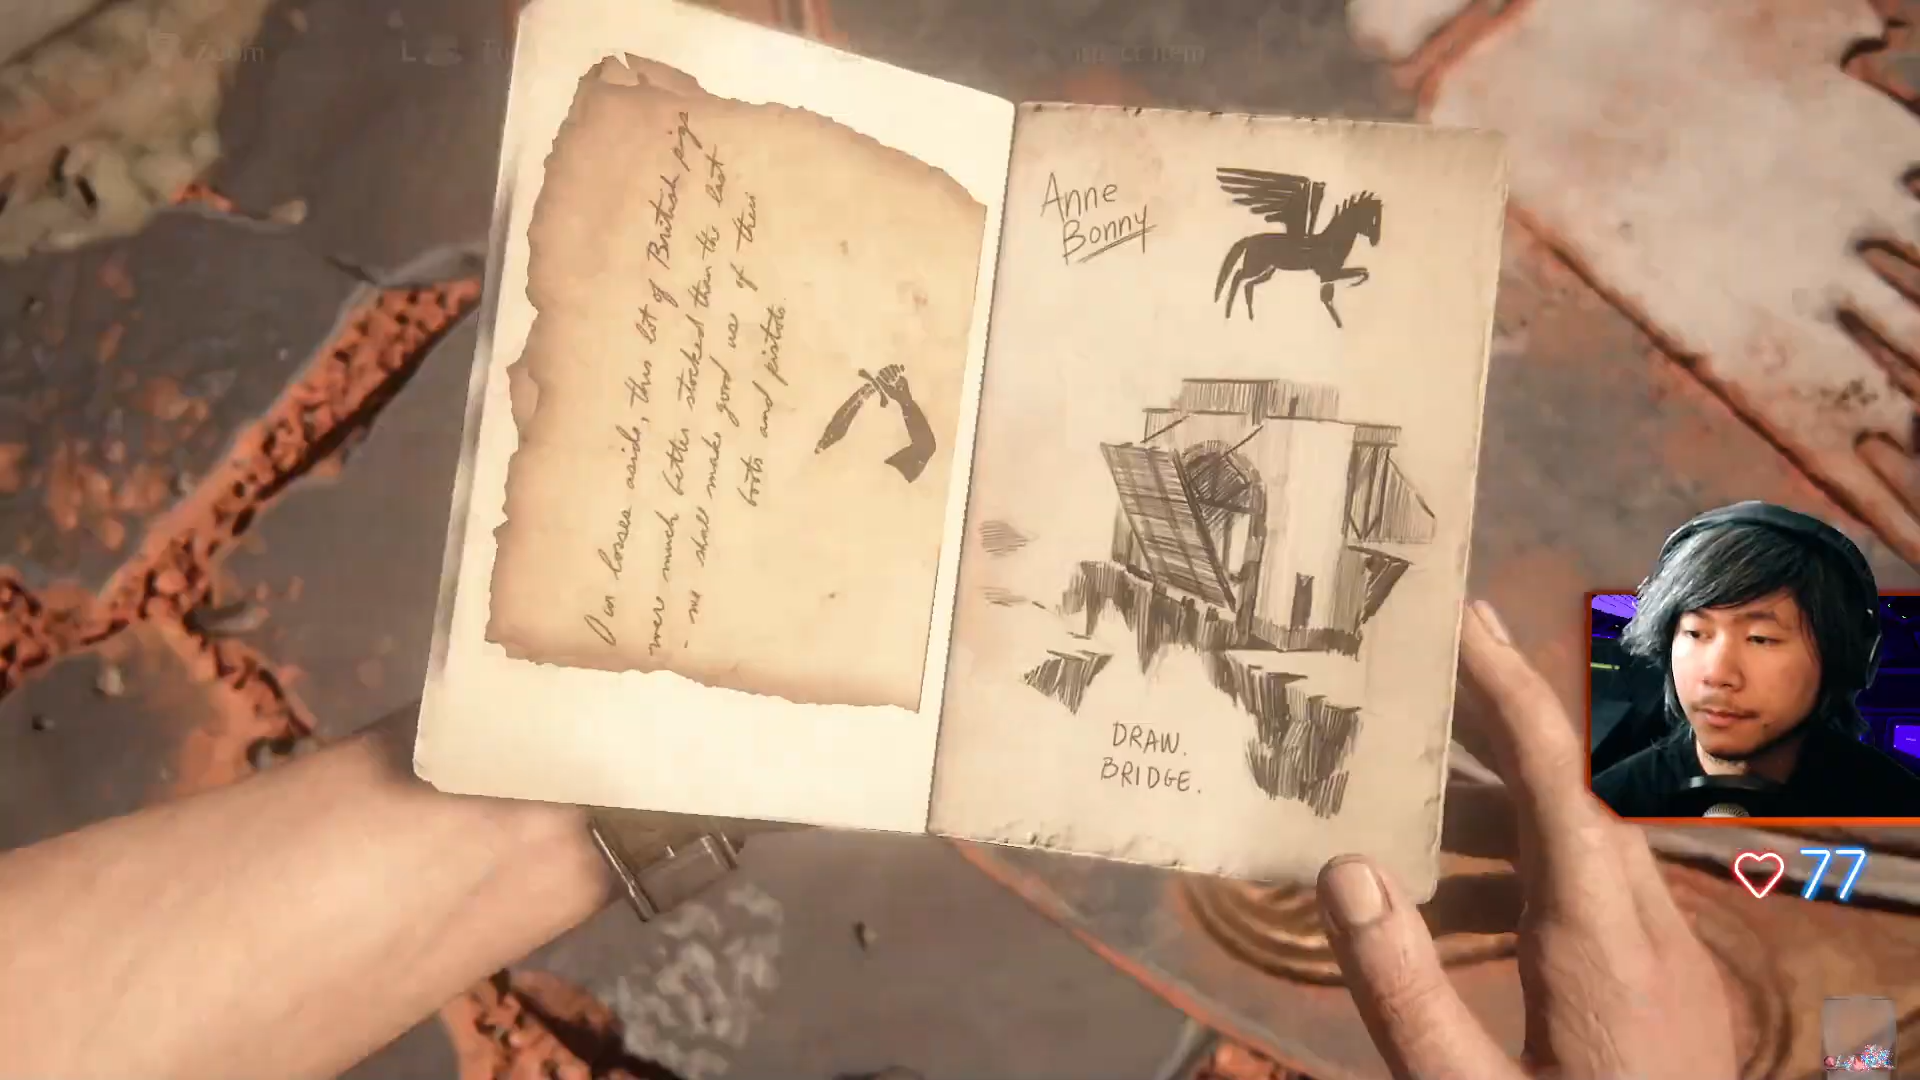 Zoom
Our losses aside, this lot of British pigs
were much better stocked than the last
- we shall make good use of their
boots and pistols.
Anne
Bonny
DRAW.
BRIDGE.
77